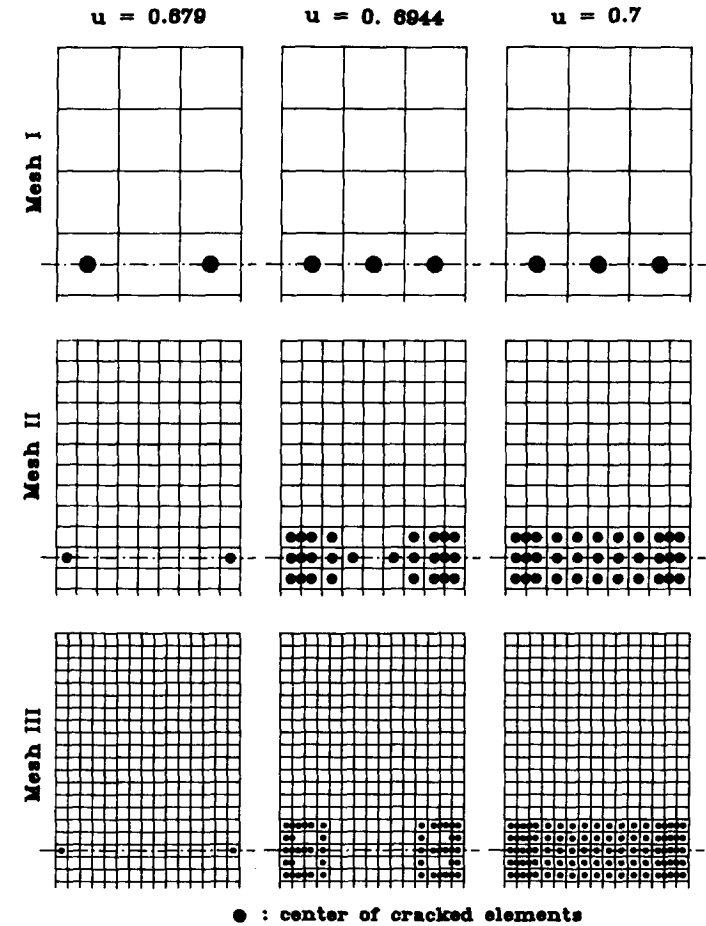 u = 0.679
u = 0. 6944
u = 0.7
Mesh I
Mesh II
Mesh III
● : center of cracked elements